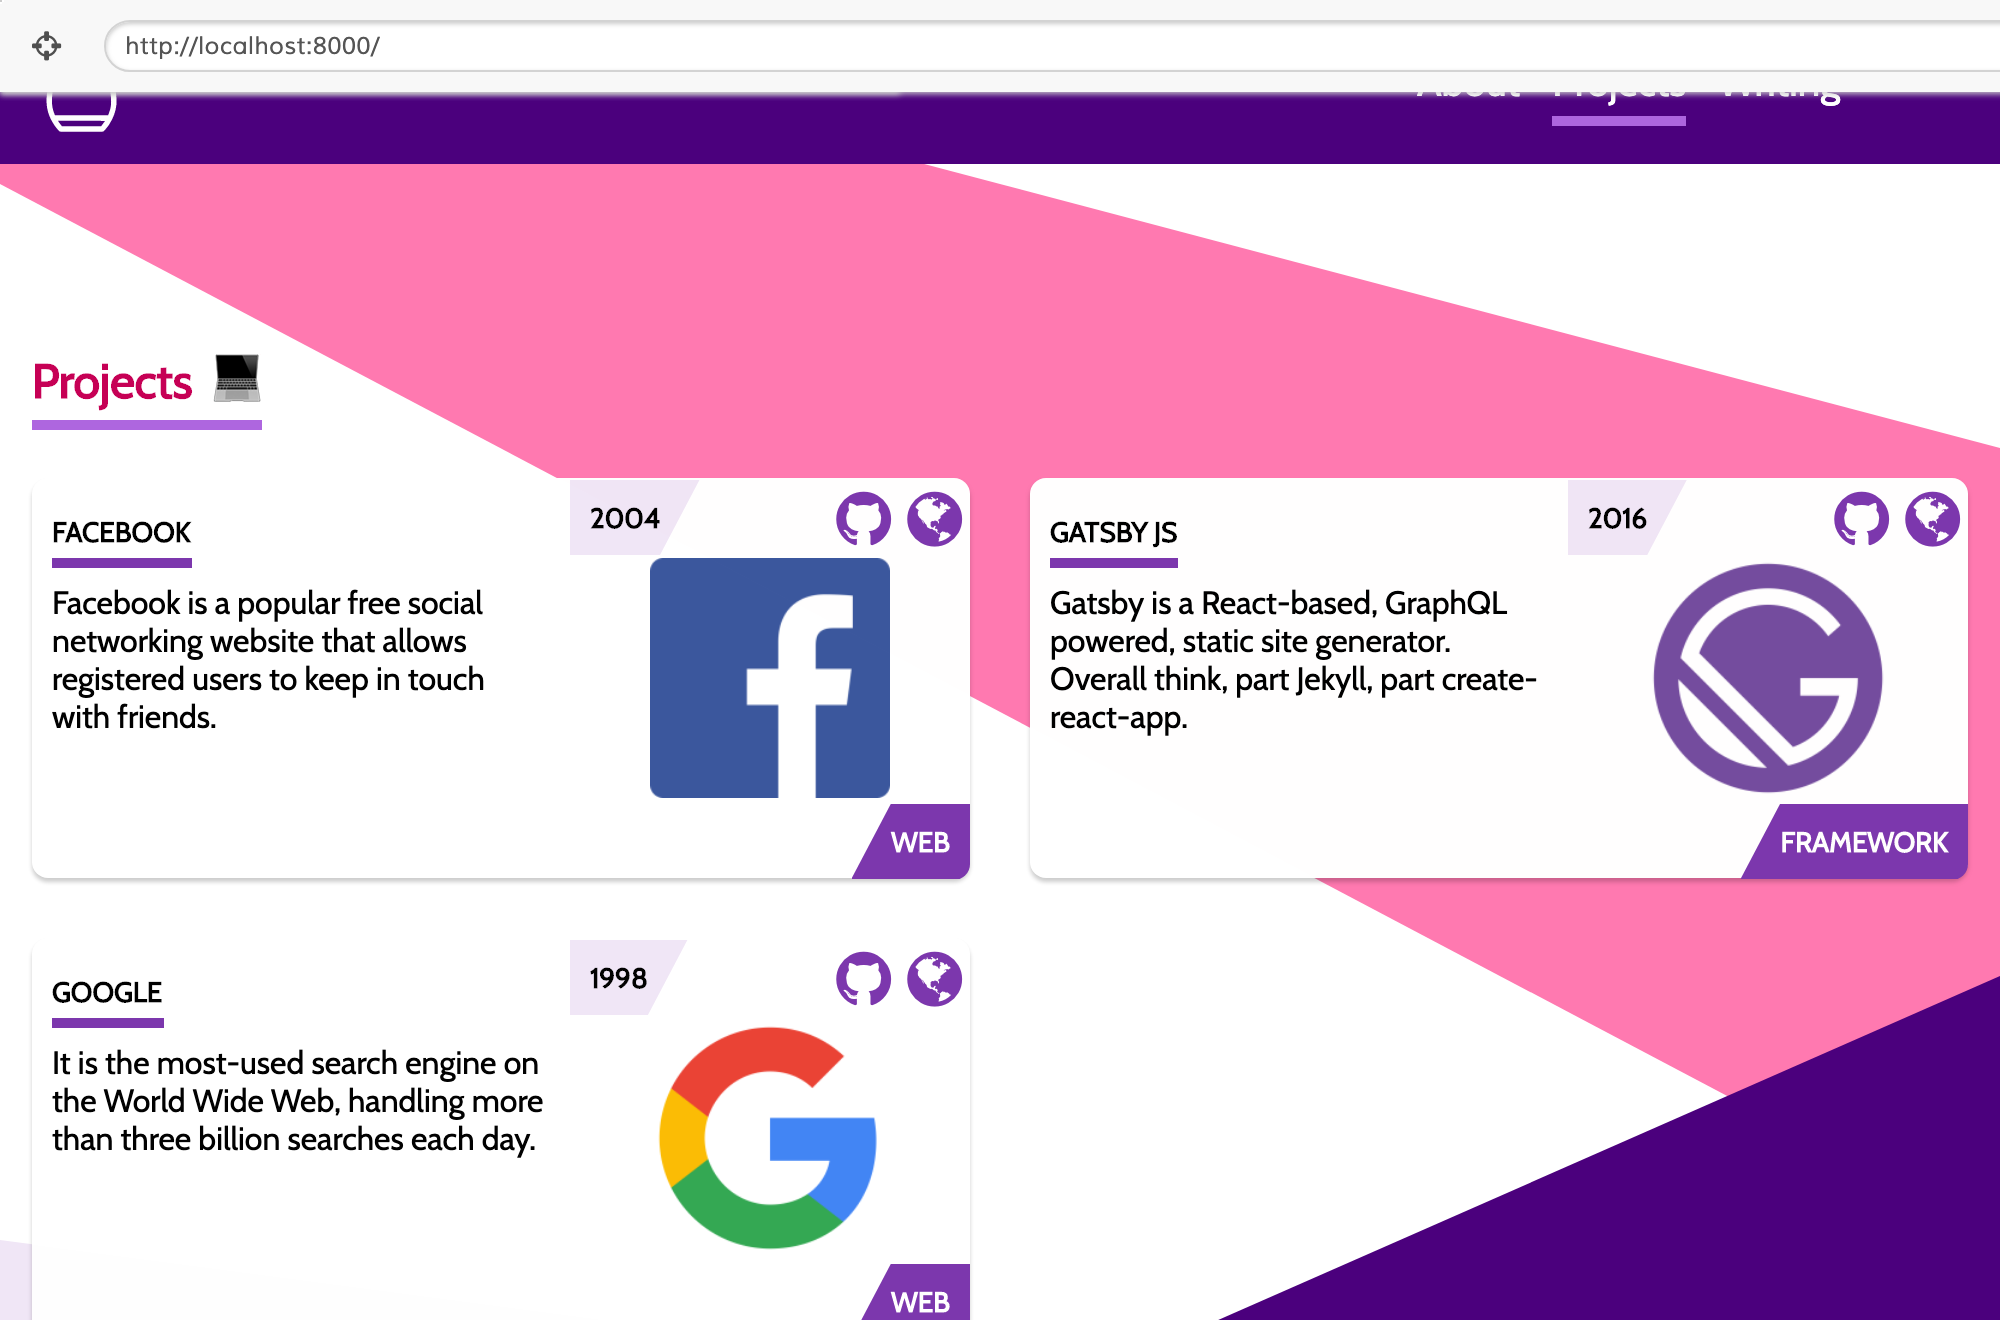 http://localhost:8000/
About Projects Writing
Projects
FACEBOOK
2004
Facebook is a popular free social
networking website that allows
registered users to keep in touch
with friends.
WEB
GATSBY JS
2016
Gatsby is a React-based, GraphQL
powered, static site generator.
Overall think, part Jekyll, part create-
react-app.
FRAMEWORK
GOOGLE
1998
It is the most-used search engine on
the World Wide Web, handling more
than three billion searches each day.
WEB